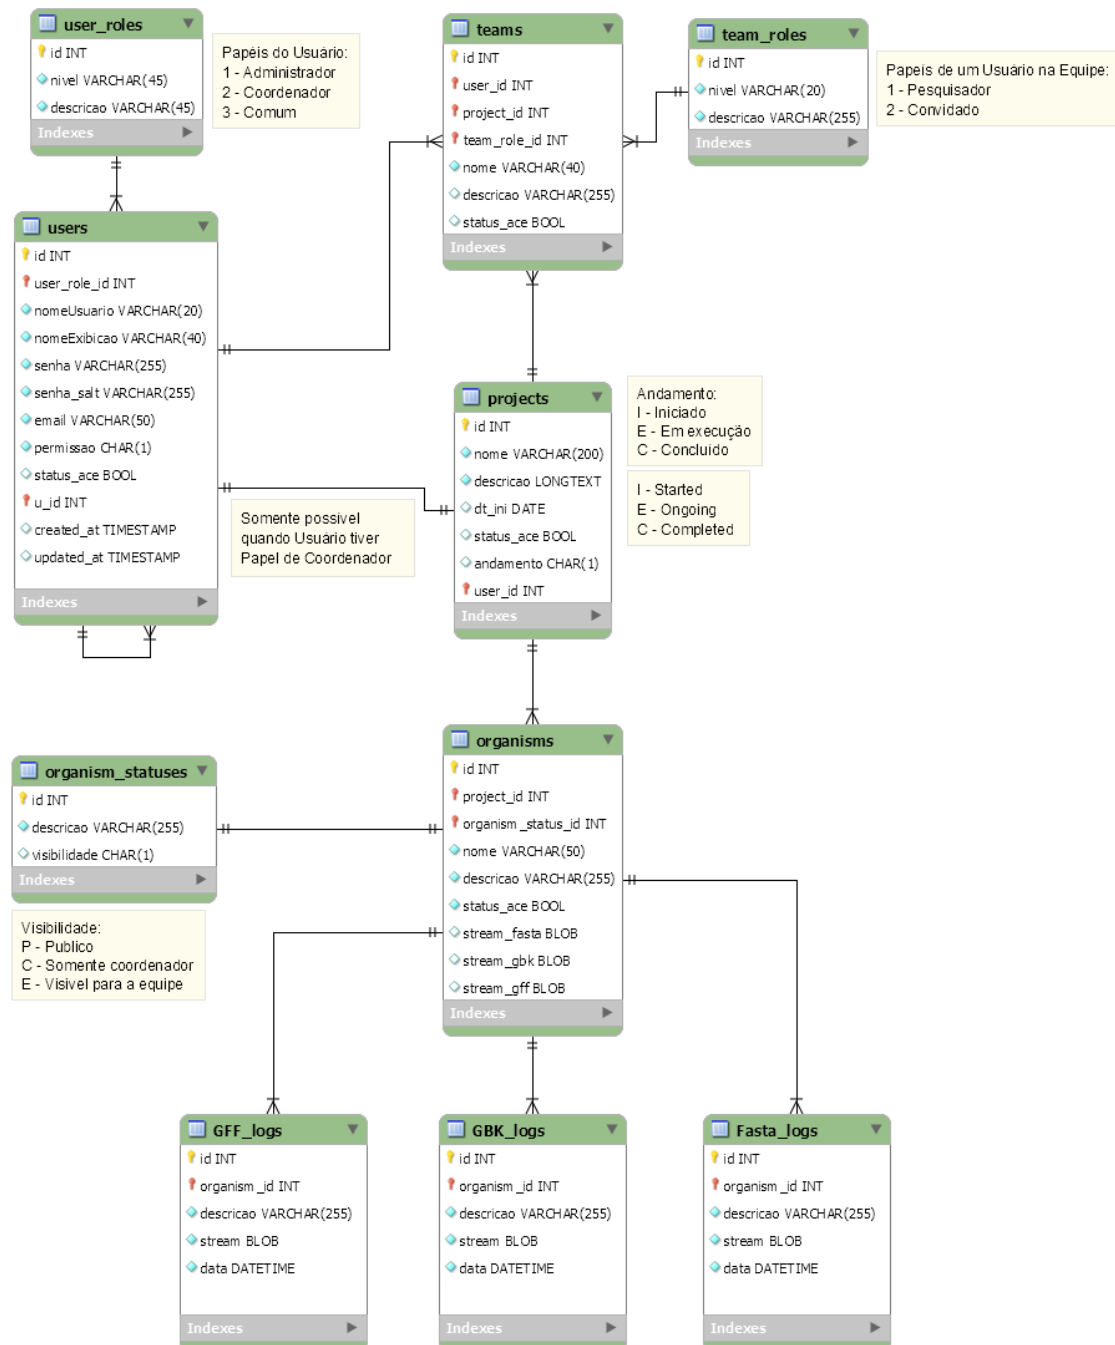 user_roles
id INT
nivel VARCHAR(45)
descricao VARCHAR(45)
Indexes
Papéis do Usuário:
1 - Administrador
2 - Coordenador
3 - Comum
teams
id INT
user_id INT
project_id INT
team_role_id INT
nome VARCHAR(40)
descricao VARCHAR(255)
status_ace BOOL
Indexes
team_roles
id INT
nivel VARCHAR(20)
descricao VARCHAR(255)
Indexes
Papeis de um Usuário na Equipe:
1 - Pesquisador
2 - Convidado
users
id INT
user_role_id INT
nomeUsuario VARCHAR(20)
nomeExibicao VARCHAR(40)
senha VARCHAR(255)
senha_salt VARCHAR(255)
email VARCHAR(50)
permissao CHAR(1)
status_ace BOOL
u_id INT
created_at TIMESTAMP
updated_at TIMESTAMP
Indexes
Somente possível
quando Usuário tiver
Papel de Coordenador
projects
id INT
nome VARCHAR(200)
descricao LONGTEXT
dt_ini DATE
status_ace BOOL
andamento CHAR(1)
user_id INT
Indexes
Andamento:
I - Iniciado
E - Em execução
C - Concluído
I - Started
E - Ongoing
C - Completed
organism_statuses
id INT
descricao VARCHAR(255)
visibilidade CHAR(1)
Indexes
Visibilidade:
P - Publico
C - Somente coordenador
E - Visivel para a equipe
organisms
id INT
project_id INT
organism_status_id INT
nome VARCHAR(50)
descricao VARCHAR(255)
status_ace BOOL
stream_fasta BLOB
stream_gbk BLOB
stream_gff BLOB
Indexes
GFF_logs
id INT
organism_id INT
descricao VARCHAR(255)
stream BLOB
data DATETIME
Indexes
GBK_logs
id INT
organism_id INT
descricao VARCHAR(255)
stream BLOB
data DATETIME
Indexes
Fasta_logs
id INT
organism_id INT
descricao VARCHAR(255)
stream BLOB
data DATETIME
Indexes